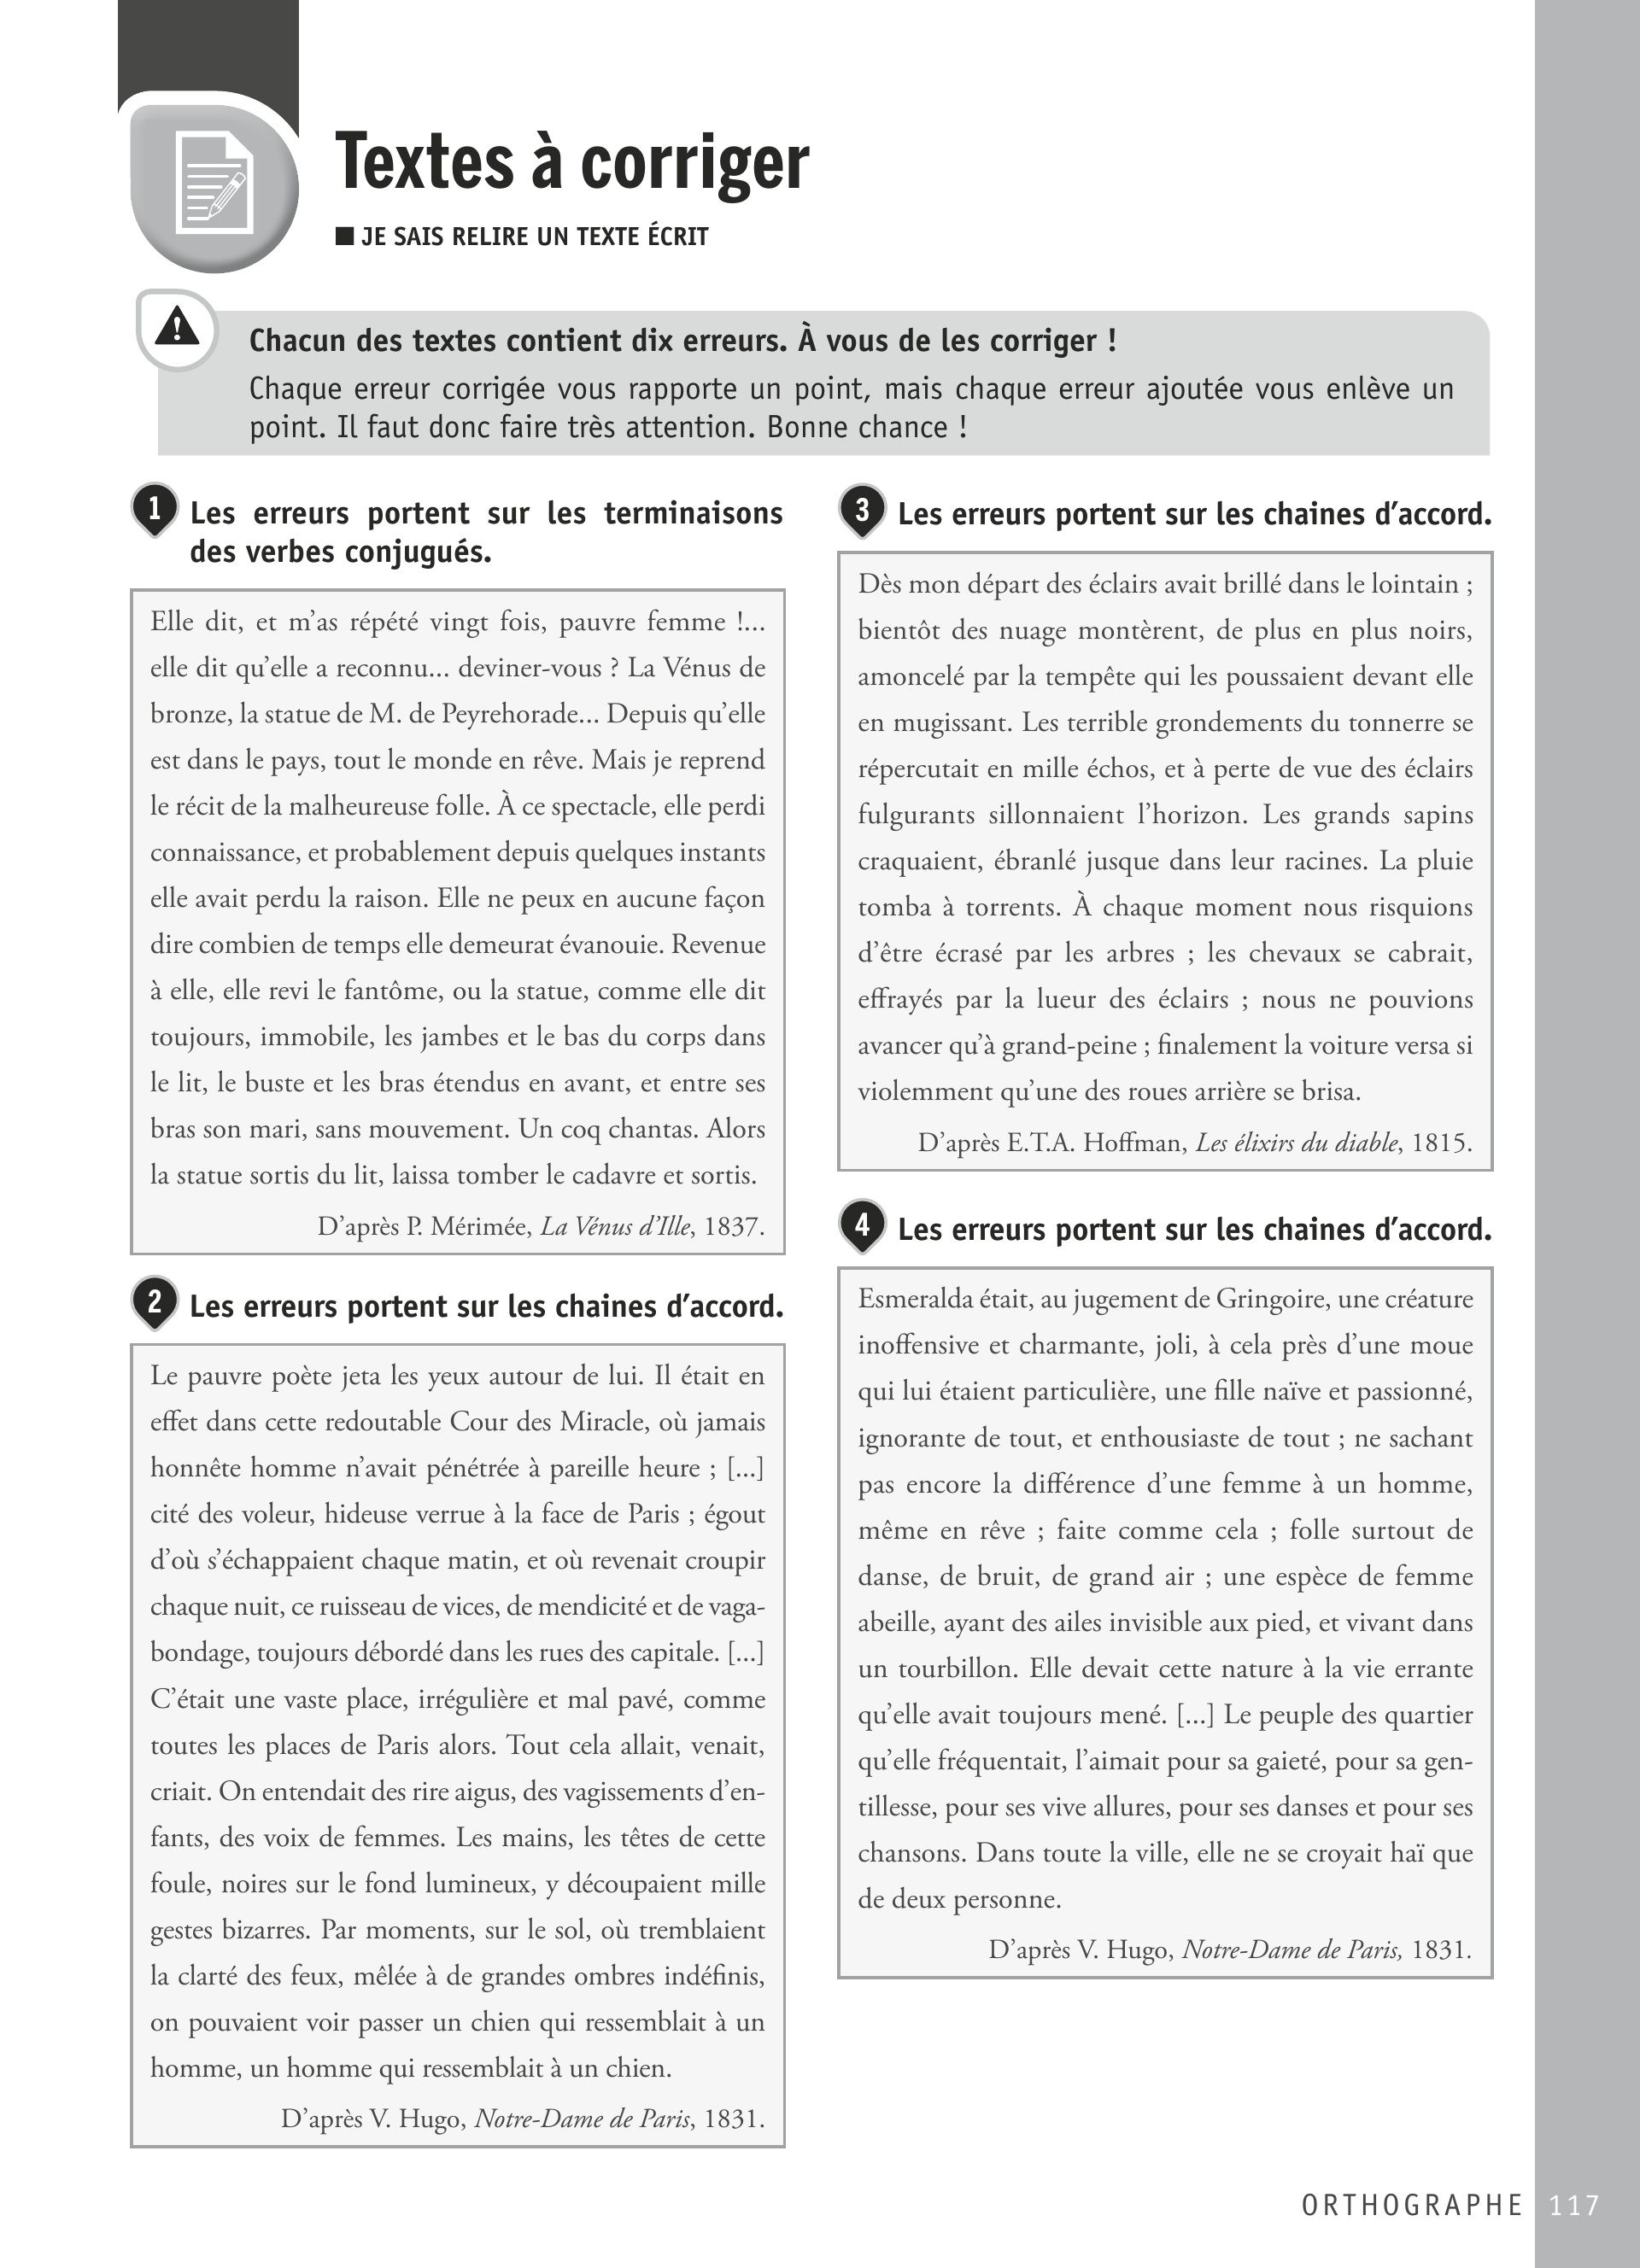 Textes à corriger
■ JE SAIS RELIRE UN TEXTE ÉCRIT
Chacun des textes contient dix erreurs. À vous de les corriger !
Chaque erreur corrigée vous rapporte un point, mais chaque erreur ajoutée vous enlève un
point. Il faut donc faire très attention. Bonne chance !
1 Les erreurs portent sur les terminaisons
des verbes conjugués.
Elle dit, et m’as répété vingt fois, pauvre femme !...
elle dit qu’elle a reconnu... deviner-vous ? La Vénus de
bronze, la statue de M. de Peyrehorade... Depuis qu’elle
est dans le pays, tout le monde en rêve. Mais je reprend
le récit de la malheureuse folle. À ce spectacle, elle perdi
connaissance, et probablement depuis quelques instants
elle avait perdu la raison. Elle ne peux en aucune façon
dire combien de temps elle demeurat évanouie. Revenue
à elle, elle revi le fantôme, ou la statue, comme elle dit
toujours, immobile, les jambes et le bas du corps dans
le lit, le buste et les bras étendus en avant, et entre ses
bras son mari, sans mouvement. Un coq chantas. Alors
la statue sortis du lit, laissa tomber le cadavre et sortis.
D’après P. Mérimée, La Vénus d’Ille, 1837.
2 Les erreurs portent sur les chaines d’accord.
Le pauvre poète jeta les yeux autour de lui. Il était en
effet dans cette redoutable Cour des Miracle, où jamais
honnête homme n’avait pénétrée à pareille heure ; [...]
cité des voleur, hideuse verrue à la face de Paris ; égout
d’où s’échappaient chaque matin, et où revenait croupir
chaque nuit, ce ruisseau de vices, de mendicité et de vaga-
bondage, toujours débordé dans les rues des capitale. [...]
C’était une vaste place, irrégulière et mal pavé, comme
toutes les places de Paris alors. Tout cela allait, venait,
criait. On entendait des rire aigus, des vagissements d’en-
fants, des voix de femmes. Les mains, les têtes de cette
foule, noires sur le fond lumineux, y découpaient mille
gestes bizarres. Par moments, sur le sol, où tremblaient
la clarté des feux, mêlée à de grandes ombres indéfinis,
on pouvaient voir passer un chien qui ressemblait à un
homme, un homme qui ressemblait à un chien.
D’après V. Hugo, Notre-Dame de Paris, 1831.
3 Les erreurs portent sur les chaines d’accord.
Dès mon départ des éclairs avait brillé dans le lointain ;
bientôt des nuage montèrent, de plus en plus noirs,
amoncelé par la tempête qui les poussaient devant elle
en mugissant. Les terrible grondements du tonnerre se
répercutait en mille échos, et à perte de vue des éclairs
fulgurants sillonnaient l’horizon. Les grands sapins
craquaient, ébranlé jusque dans leur racines. La pluie
tomba à torrents. À chaque moment nous risquions
d’être écrasé par les arbres ; les chevaux se cabrait,
effrayés par la lueur des éclairs ; nous ne pouvions
avancer qu’à grand-peine ; finalement la voiture versa si
violemment qu’une des roues arrière se brisa.
D’après E.T.A. Hoffman, Les élixirs du diable, 1815.
4 Les erreurs portent sur les chaines d’accord.
Esmeralda était, au jugement de Gringoire, une créature
inoffensive et charmante, joli, à cela près d’une moue
qui lui étaient particulière, une fille naïve et passionné,
ignorante de tout, et enthousiaste de tout ; ne sachant
pas encore la différence d’une femme à un homme,
même en rêve ; faite comme cela ; folle surtout de
danse, de bruit, de grand air ; une espèce de femme
abeille, ayant des ailes invisible aux pied, et vivant dans
un tourbillon. Elle devait cette nature à la vie errante
qu’elle avait toujours mené. [...] Le peuple des quartier
qu’elle fréquentait, l’aimait pour sa gaieté, pour sa gen-
tillesse, pour ses vive allures, pour ses danses et pour ses
chansons. Dans toute la ville, elle ne se croyait haï que
de deux personne.
D’après V. Hugo, Notre-Dame de Paris, 1831.
ORTHOGRAPHE 117